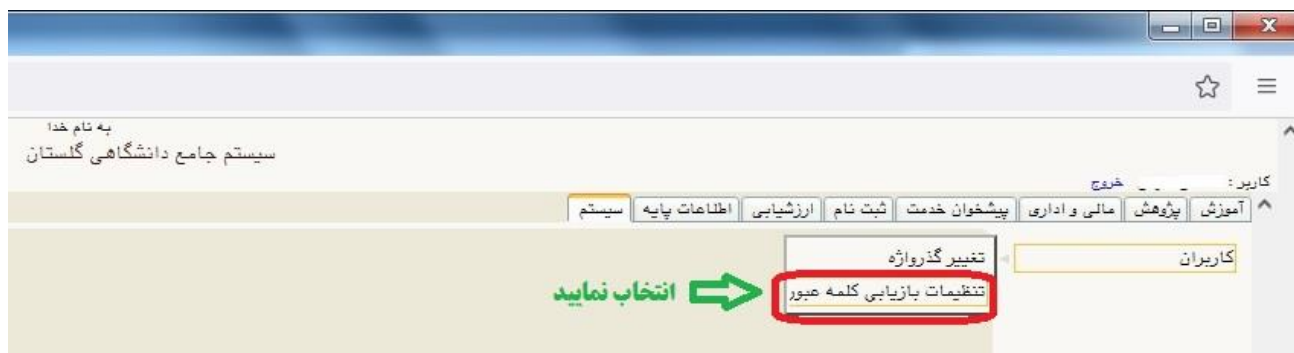 به نام خدا
سیستم جامع دانشگاهی گلستان
کاربر : خروج
آموزش پژوهش مالی و اداری پیشخوان خدمت ثبت نام ارزشیابی اطلاعات پایه سیستم
کاربران تغییر گذرواژه
تنظیمات بازیابی کلمه عبور انتخاب نمایید